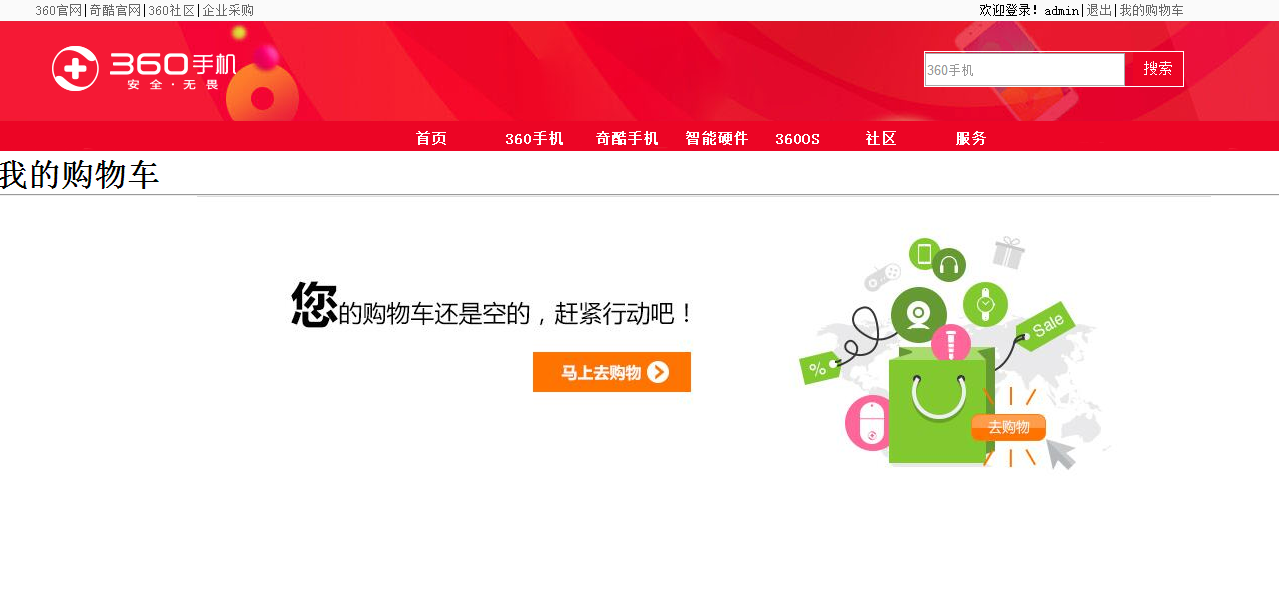 360官网|奇酷官网|360社区|企业采购
欢迎登录！admin|退出|我的购物车
360手机
安全·无畏
360手机
搜索
首页 360手机 奇酷手机 智能硬件 360OS 社区 服务
我的购物车
您的购物车还是空的，赶紧行动吧！
马上去购物
Sale
%
去购物